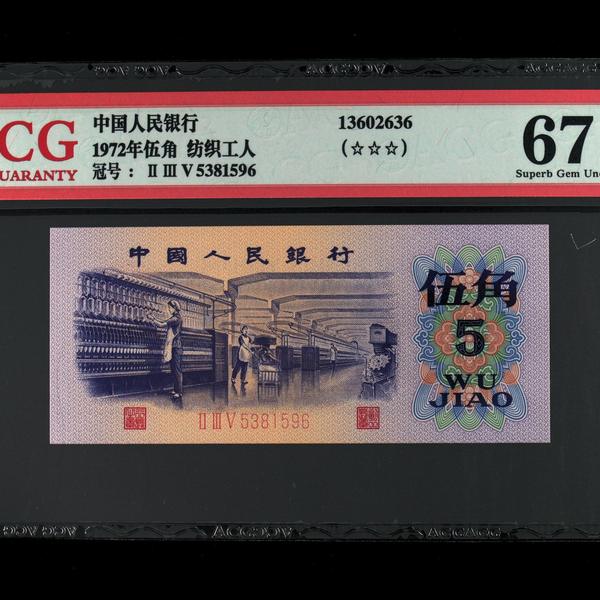 CG
UARANTY
中国人民银行
1972年伍角 纺织工人
冠号： ⅡⅢⅤ5381596
13602636
(☆☆☆)
67
Superb Gem Unc
中國人民銀行
伍角
5
WU
JIAO
ⅡⅢⅤ5381596